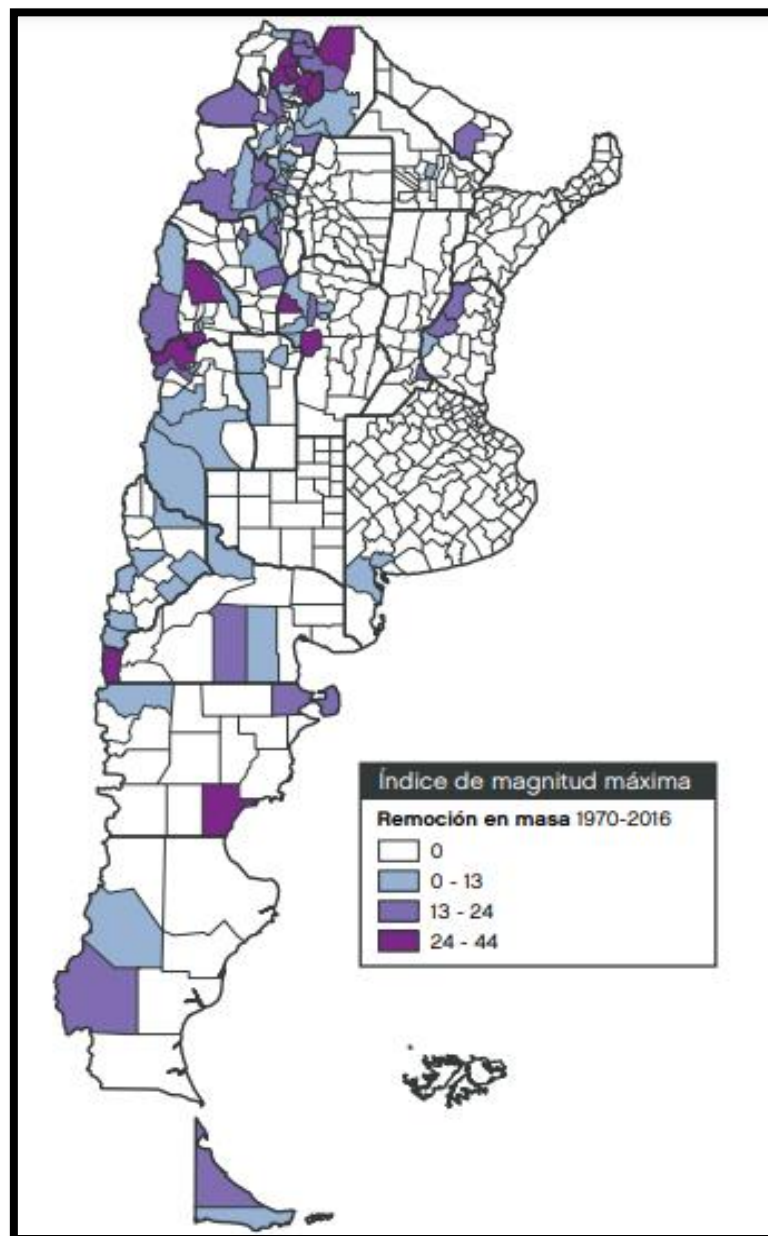 Índice de magnitud máxima
Remoción en masa 1970-2016
0
0 - 13
13 - 24
24 - 44